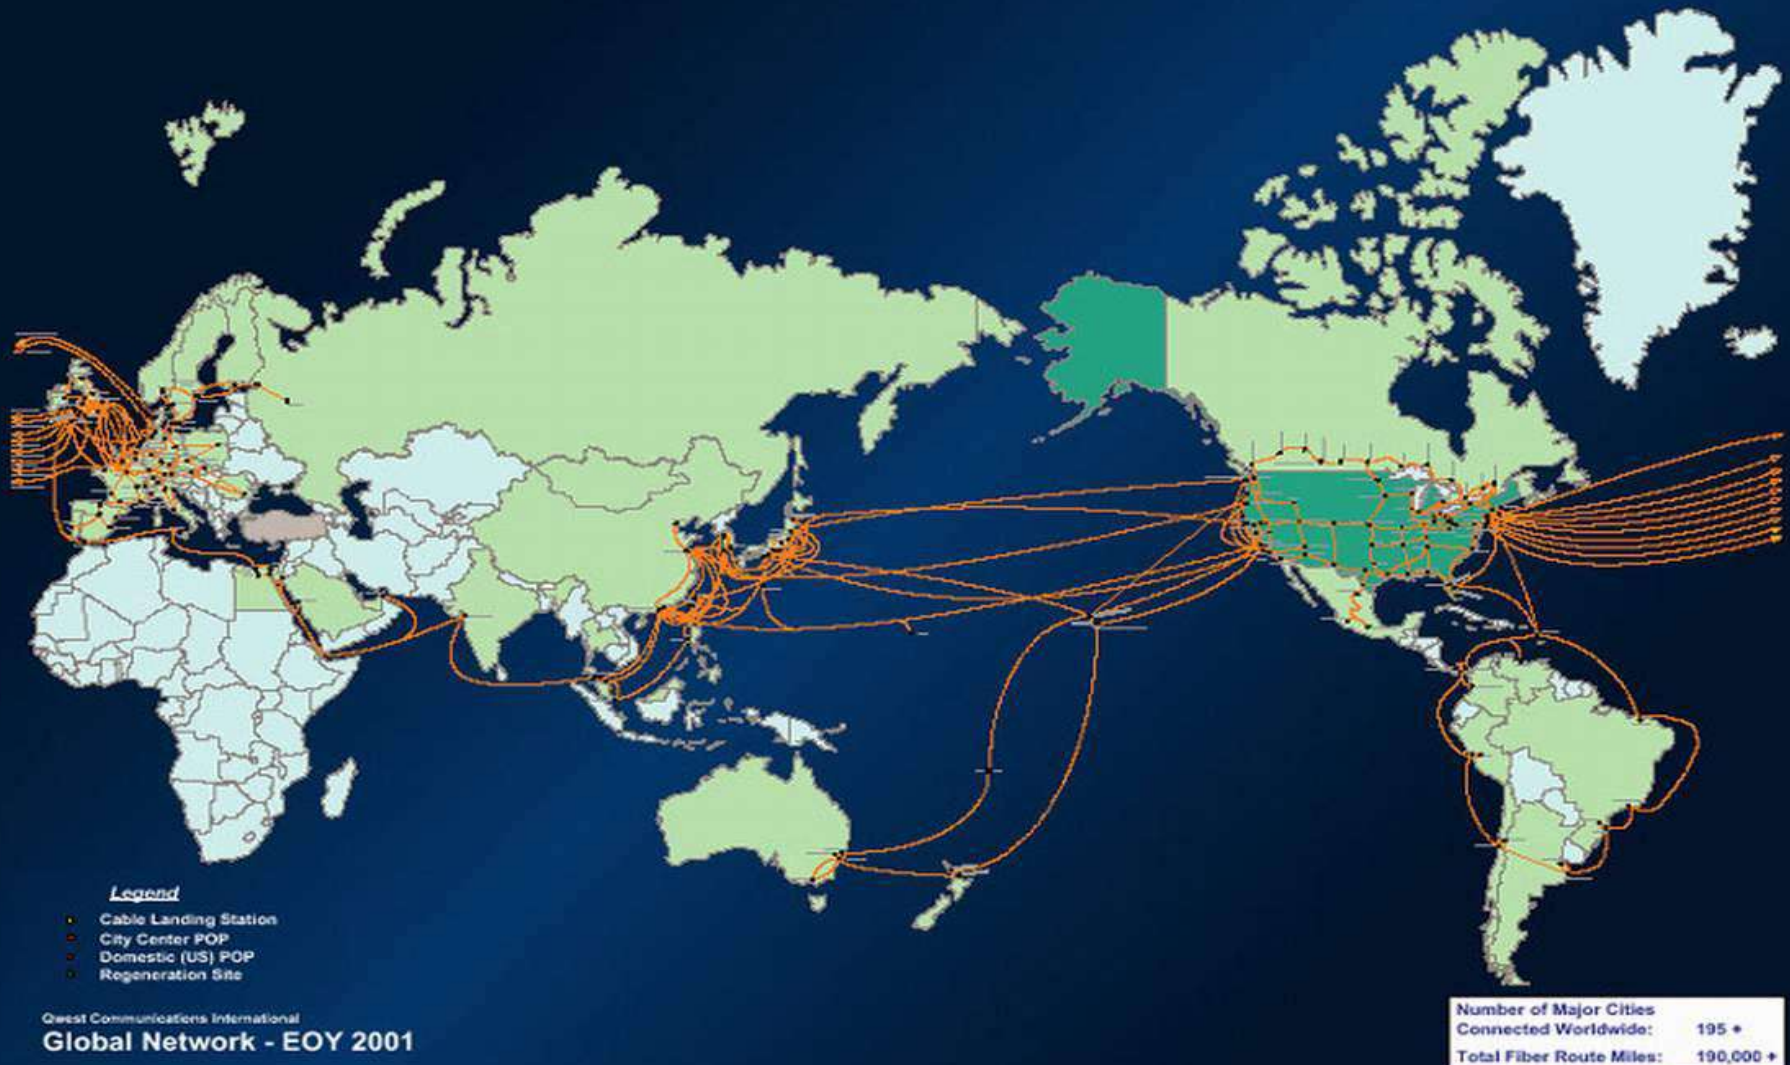 Legend
Cable Landing Station
City Center POP
Domestic (US) POP
Regeneration Site
Qwest Communications International
Global Network - EOY 2001
Number of Major Cities
Connected Worldwide: 195 +
Total Fiber Route Miles: 190,000 +